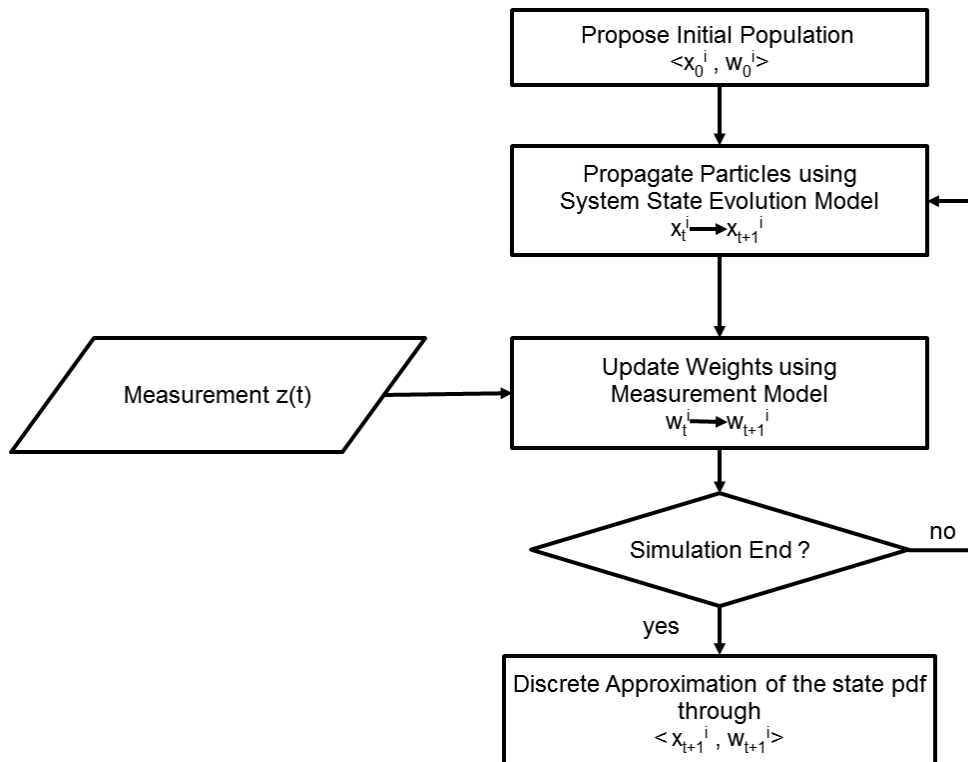 Propose Initial Population
<x₀ⁱ , w₀ⁱ>
Propagate Particles using
System State Evolution Model
xₜⁱ → xₜ₊₁ⁱ
Measurement z(t)
Update Weights using
Measurement Model
wₜⁱ → wₜ₊₁ⁱ
Simulation End ?
no
yes
Discrete Approximation of the state pdf
through
< xₜ₊₁ⁱ , wₜ₊₁ⁱ>